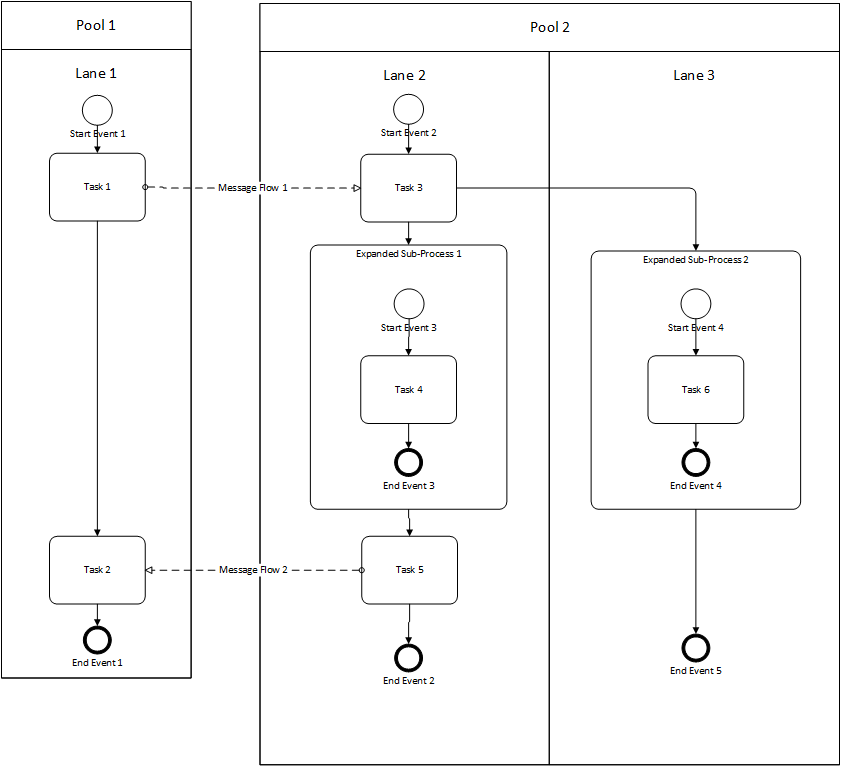 Pool 1
Pool 2
Lane 1
Lane 2
Lane 3
Start Event 1
Start Event 2
Task 1
Message Flow 1
Task 3
Expanded Sub-Process 1
Expanded Sub-Process 2
Start Event 3
Start Event 4
Task 4
Task 6
End Event 3
End Event 4
Task 2
Message Flow 2
Task 5
End Event 1
End Event 2
End Event 5